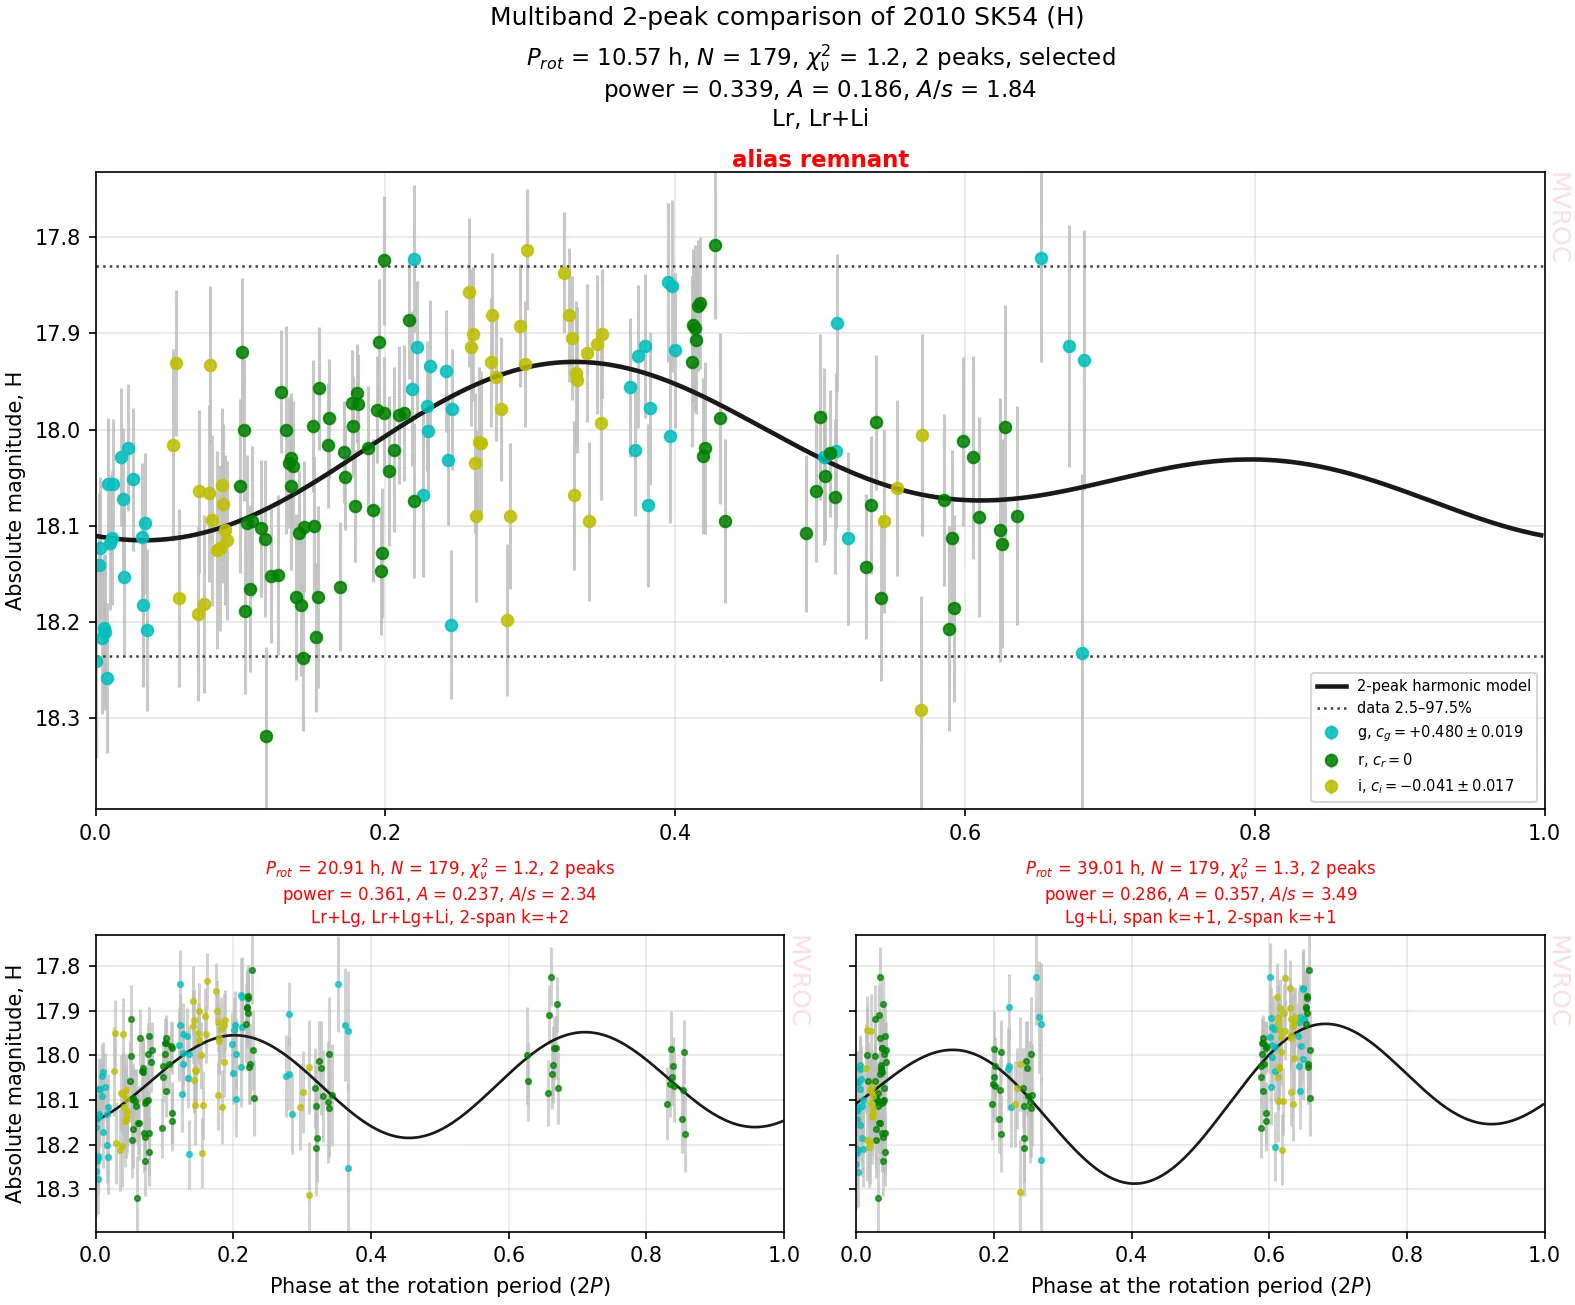 Multiband 2-peak comparison of 2010 SK54 (H)
P_rot = 10.57 h, N = 179, χ²_ν = 1.2, 2 peaks, selected
power = 0.339, A = 0.186, A/s = 1.84
Lr, Lr+Li
alias remnant
MVROC
Absolute magnitude, H
17.8
17.9
18.0
18.1
18.2
18.3
2-peak harmonic model
data 2.5–97.5%
g, c_g = +0.480 ± 0.019
r, c_r = 0
i, c_i = −0.041 ± 0.017
0.0 0.2 0.4 0.6 0.8 1.0
P_rot = 20.91 h, N = 179, χ²_ν = 1.2, 2 peaks
power = 0.361, A = 0.237, A/s = 2.34
Lr+Lg, Lr+Lg+Li, 2-span k=+2
MVROC
Absolute magnitude, H
17.8
17.9
18.0
18.1
18.2
18.3
0.0 0.2 0.4 0.6 0.8 1.0
Phase at the rotation period (2P)
P_rot = 39.01 h, N = 179, χ²_ν = 1.3, 2 peaks
power = 0.286, A = 0.357, A/s = 3.49
Lg+Li, span k=+1, 2-span k=+1
MVROC
0.0 0.2 0.4 0.6 0.8 1.0
Phase at the rotation period (2P)